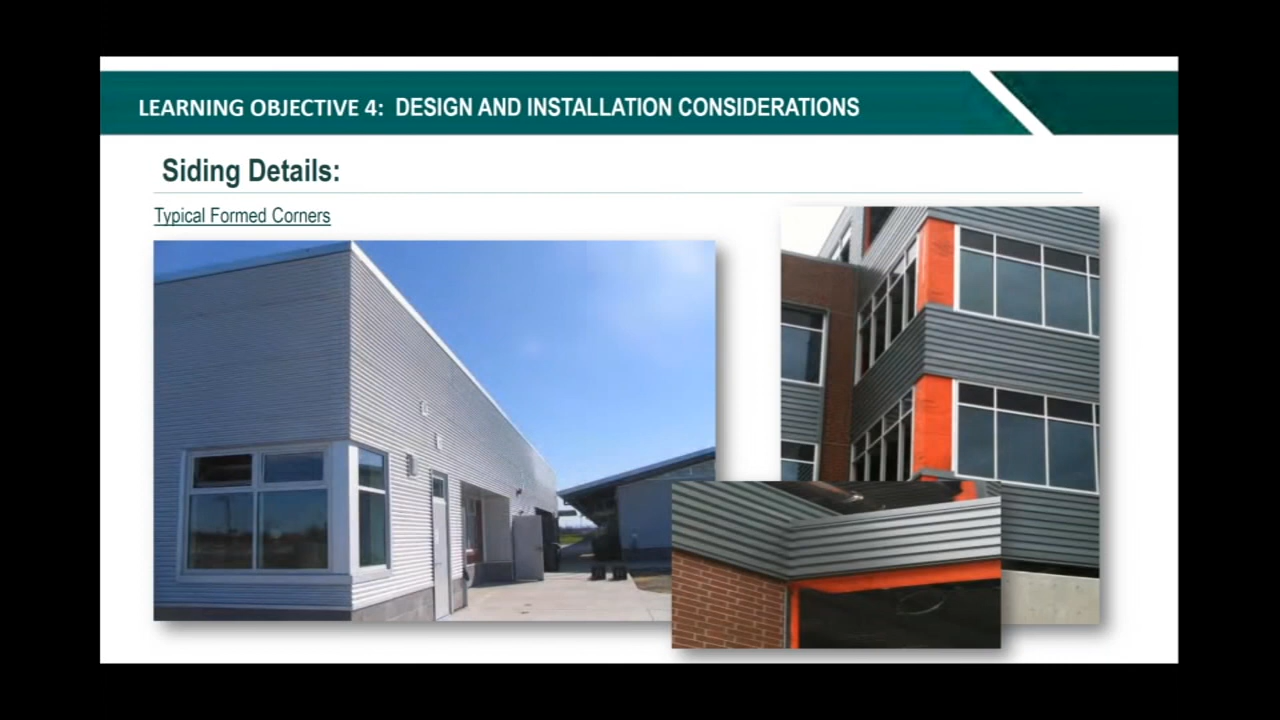 LEARNING OBJECTIVE 4: DESIGN AND INSTALLATION CONSIDERATIONS
Siding Details:
Typical Formed Corners